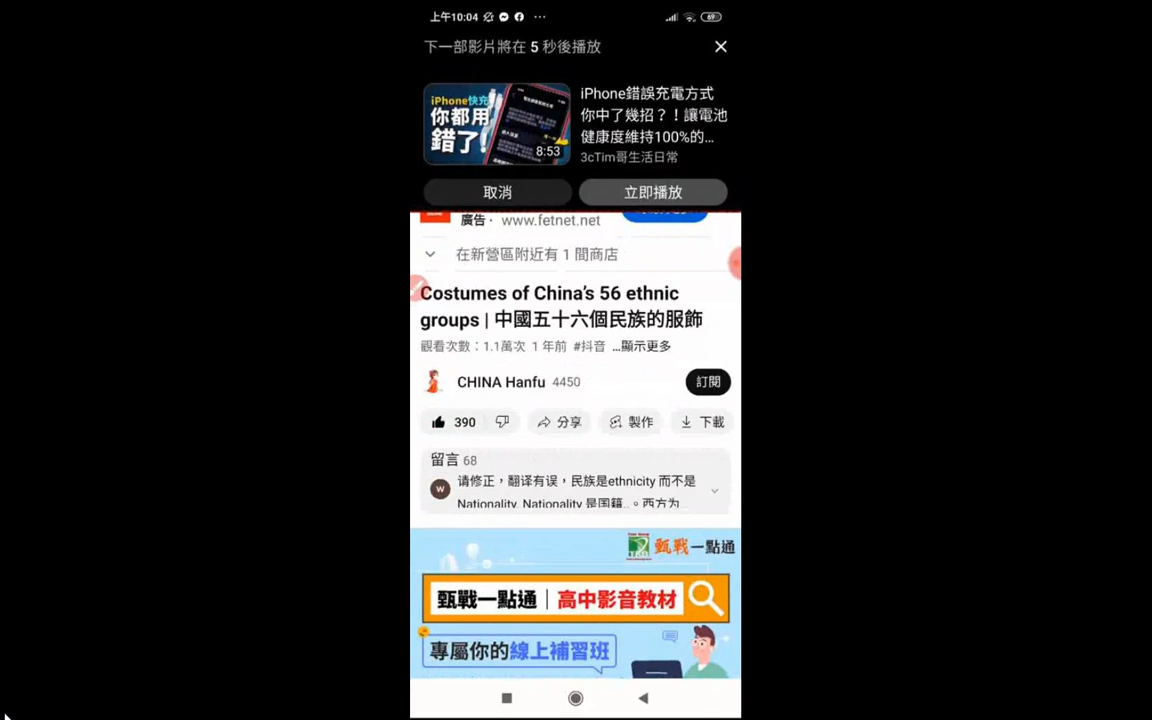 上午10:04
69
下一部影片將在 5 秒後播放
iPhone快充
你都用
錯了!
8:53
iPhone錯誤充電方式
你中了幾招？！讓電池
健康度維持100%的...
3cTim哥生活日常
取消
立即播放
廣告· www.fetnet.net
在新營區附近有 1 間商店
Costumes of China's 56 ethnic
groups | 中國五十六個民族的服飾
觀看次數：1.1萬次 1 年前 #抖音 ...顯示更多
CHINA Hanfu 4450
訂閱
390
分享
製作
下載
留言 68
W
请修正，翻译有误，民族是ethnicity 而不是
Nationality. Nationality 是国籍..。西方为...
甄戰一點通
甄戰一點通｜高中影音教材
專屬你的線上補習班